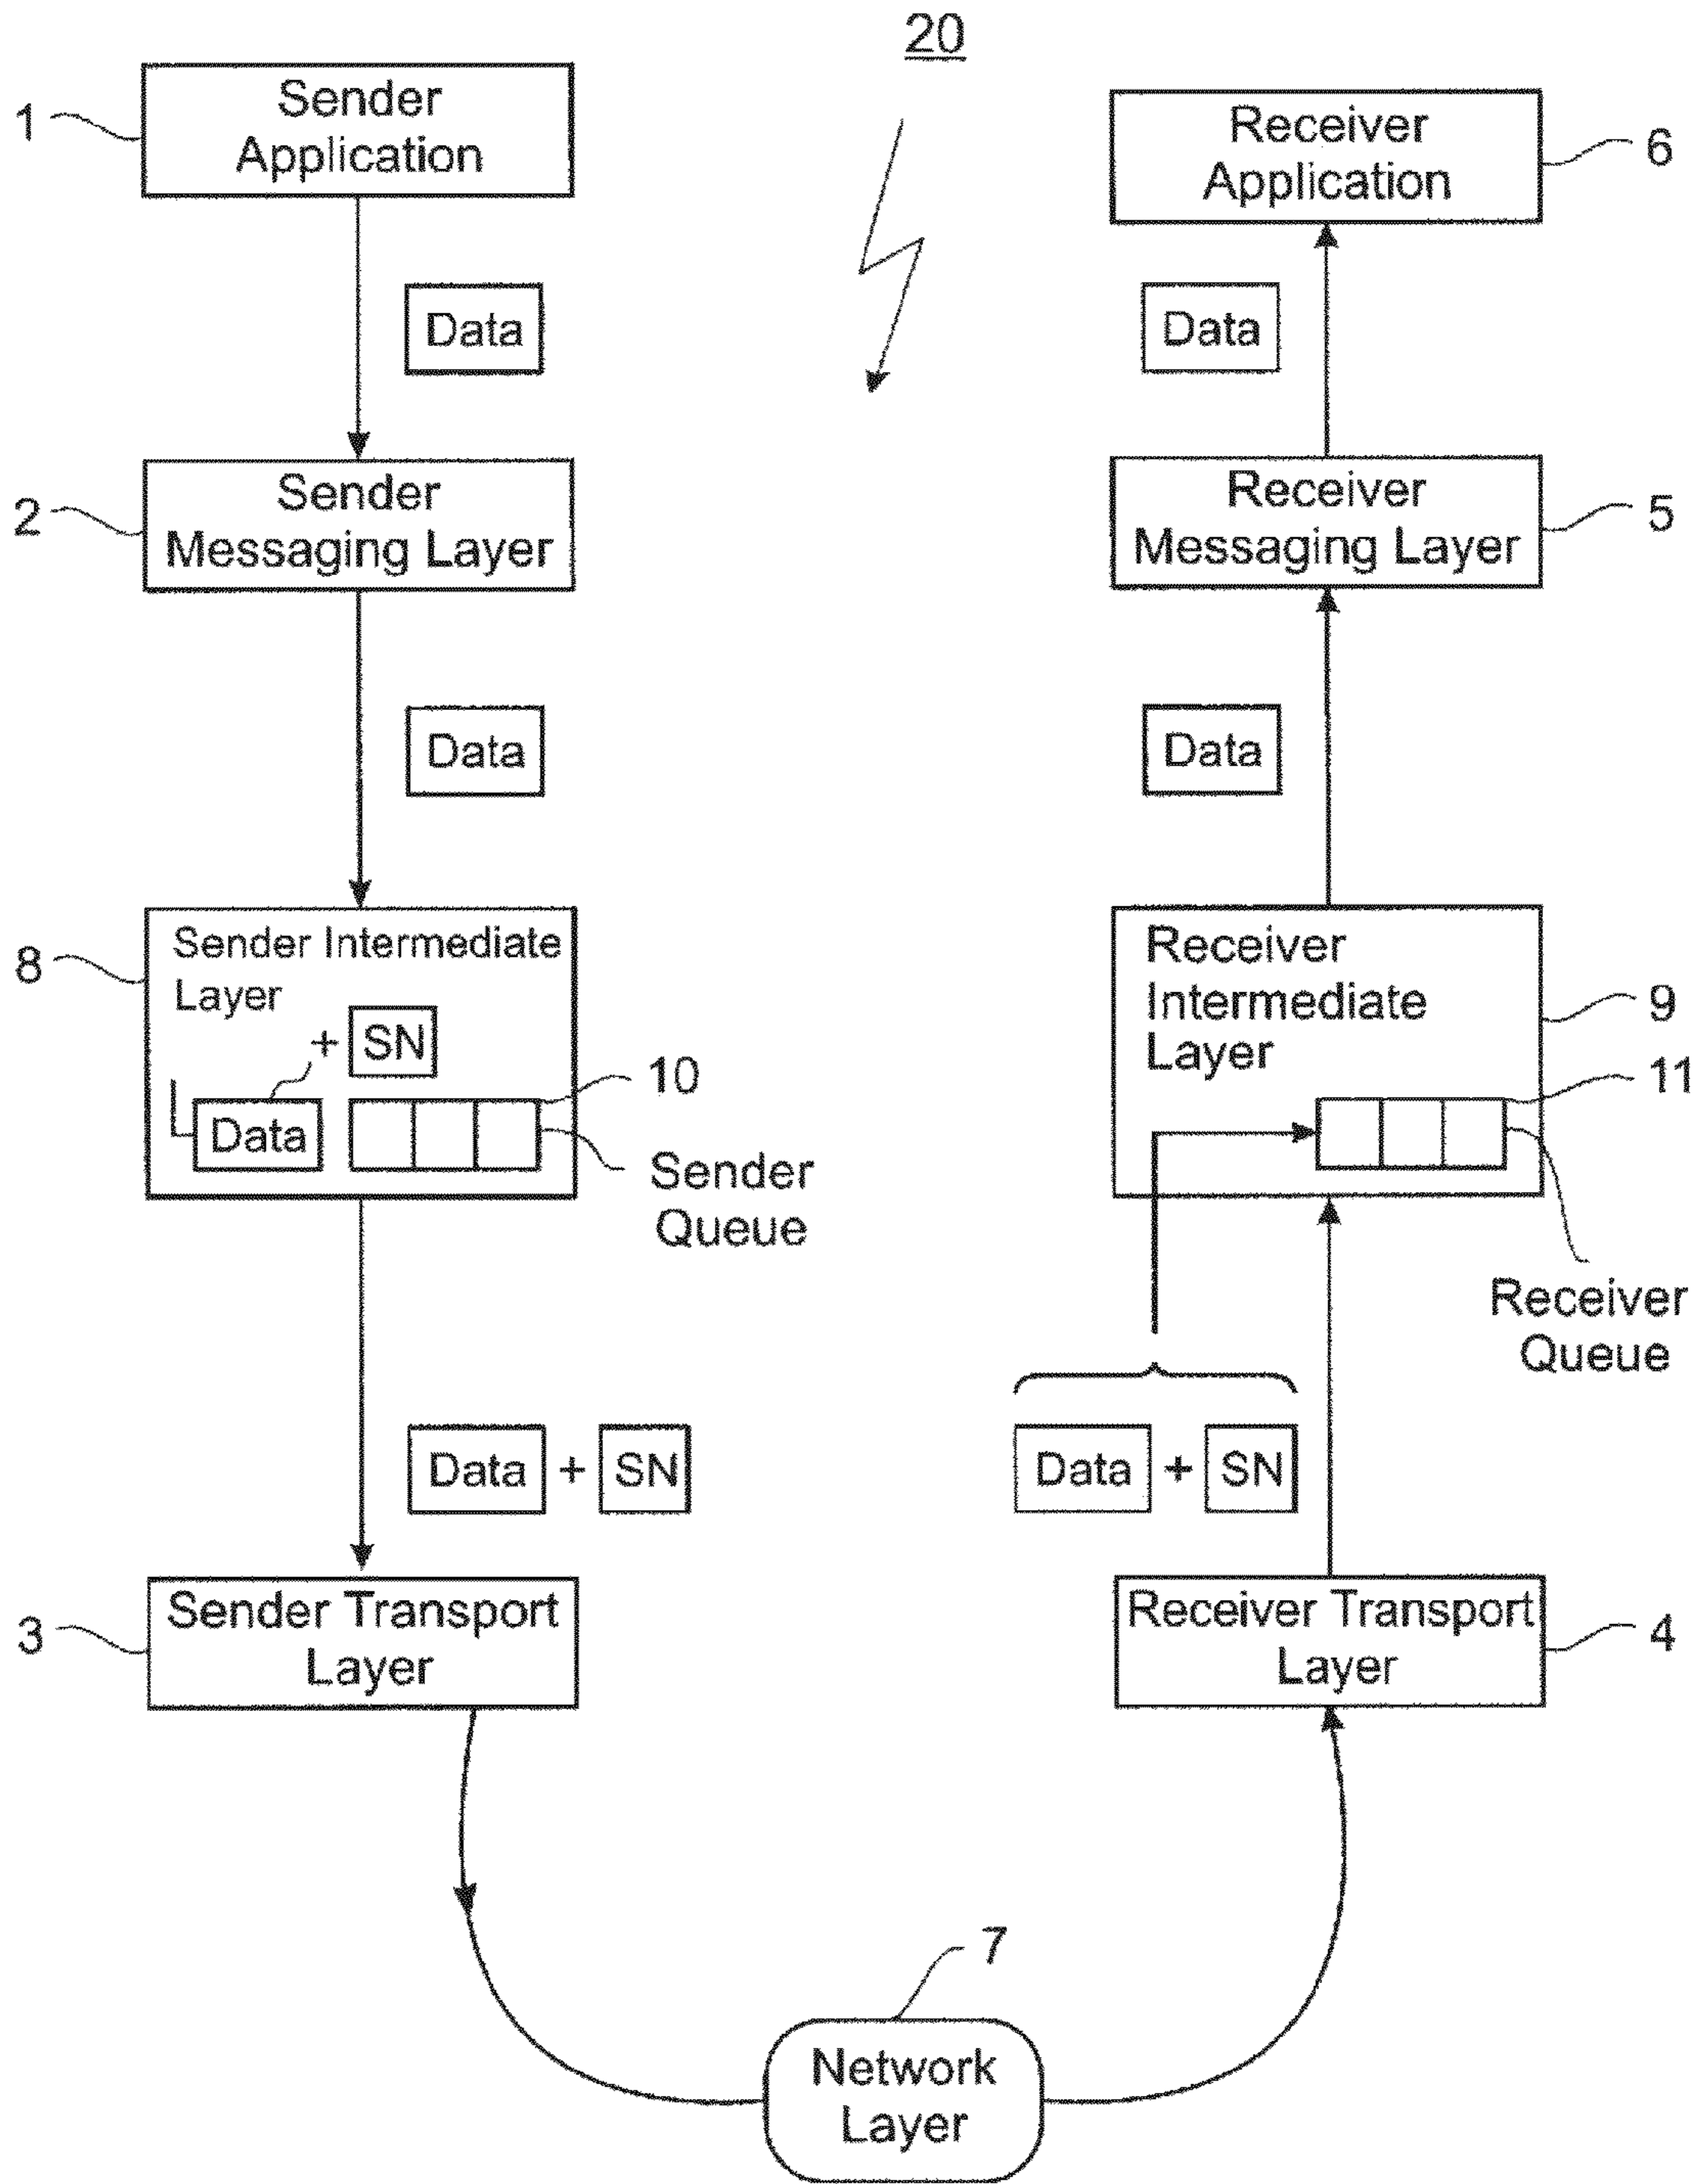 20
1
Sender
Application
Receiver
Application
6
Data
Data
2
Sender
Messaging Layer
Receiver
Messaging Layer
5
Data
Data
8
Sender Intermediate
Layer
+ SN
Data
10
Sender
Queue
Receiver
Intermediate
Layer
9
11
Receiver
Queue
Data + SN
Data + SN
3
Sender Transport
Layer
Receiver Transport
Layer
4
7
Network
Layer